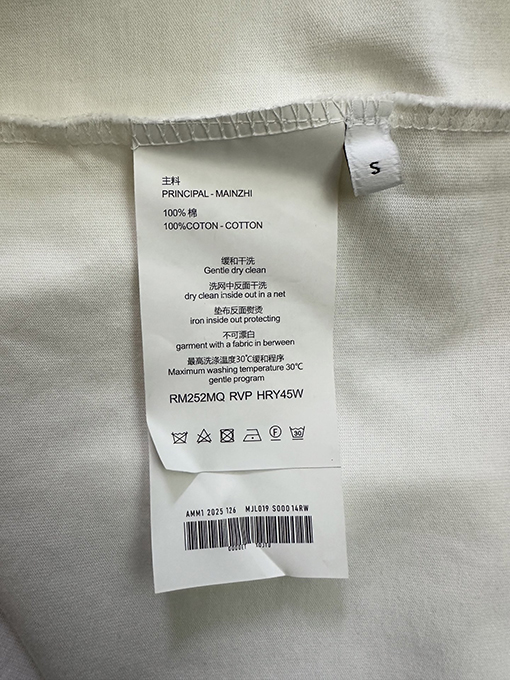 S
主料
PRINCIPAL - MAINZHI
100% 棉
100%COTON - COTTON
缓和干洗
Gentle dry clean
洗网中反面干洗
dry clean inside out in a net
垫布反面熨烫
iron inside out protecting
不可漂白
garment with a fabric in berween
最高洗涤温度30℃缓和程序
Maximum washing temperature 30℃
gentle program
RM252MQ RVP HRY45W
F
30
AMM1 2025 126 MJL019 S000 14RW